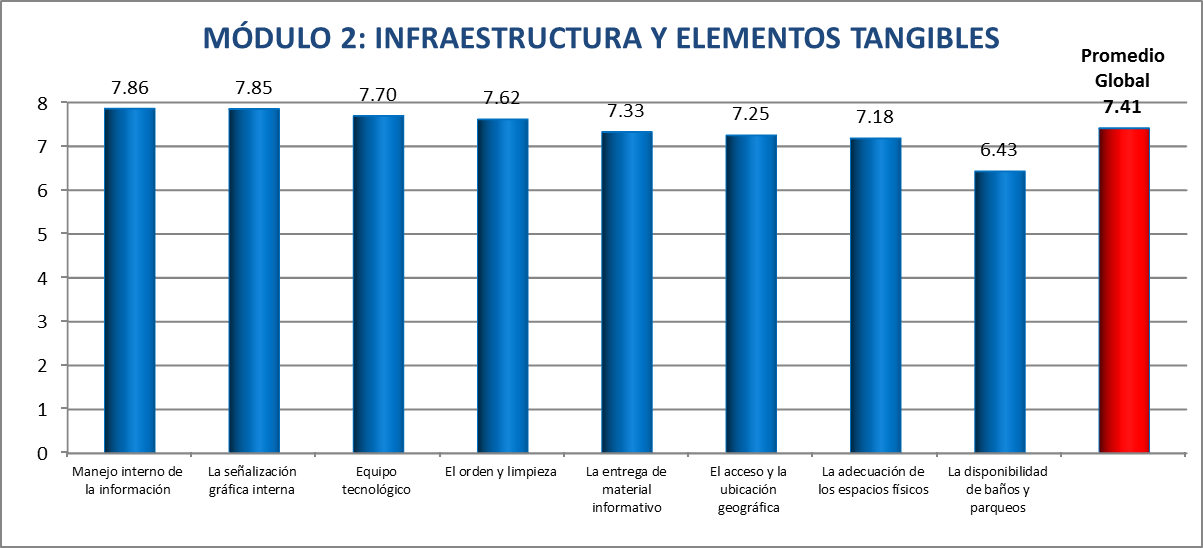 MÓDULO 2: INFRAESTRUCTURA Y ELEMENTOS TANGIBLES
Promedio
Global
7.41
7.86
7.85
7.70
7.62
7.33
7.25
7.18
6.43
8
7
6
5
4
3
2
1
0
Manejo interno de
la información
La señalización
gráfica interna
Equipo
tecnológico
El orden y limpieza
La entrega de
material
informativo
El acceso y la
ubicación
geográfica
La adecuación de
los espacios físicos
La disponibilidad
de baños y
parqueos